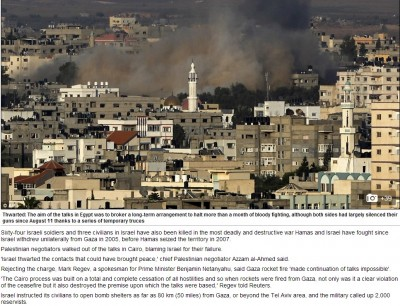 Thwarted: The aim of the talks in Egypt was to broker a long-term arrangement to halt more than a month of bloody fighting, although both sides had largely silenced their
guns since August 11 thanks to a series of temporary truces
Sixty-four Israeli soldiers and three civilians in Israel have also been killed in the most deadly and destructive war Hamas and Israel have fought since
Israel withdrew unilaterally from Gaza in 2005, before Hamas seized the territory in 2007.
Palestinian negotiators walked out of the talks in Cairo, blaming Israel for their failure.
'Israel thwarted the contacts that could have brought peace,' chief Palestinian negotiator Azzam al-Ahmed said.
Rejecting the charge, Mark Regev, a spokesman for Prime Minister Benjamin Netanyahu, said Gaza rocket fire 'made continuation of talks impossible'.
'The Cairo process was built on a total and complete cessation of all hostilities and so when rockets were fired from Gaza, not only was it a clear violation
of the ceasefire but it also destroyed the premise upon which the talks were based,' Regev told Reuters.
Israel instructed its civilians to open bomb shelters as far as 80 km (50 miles) from Gaza, or beyond the Tel Aviv area, and the military called up 2,000
reservists.